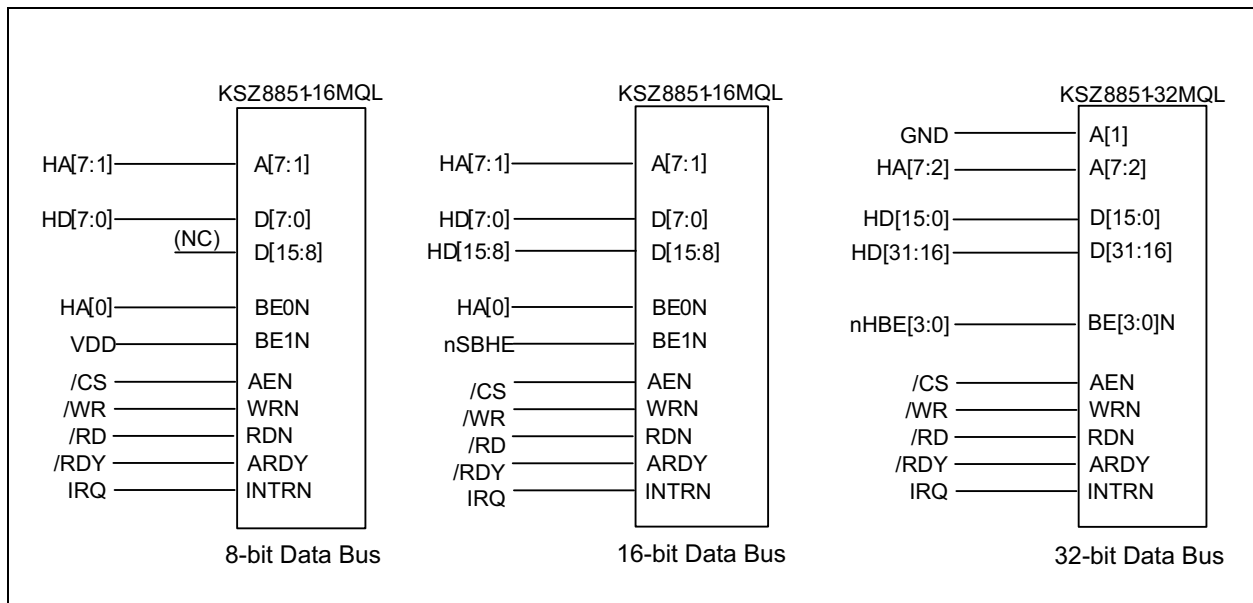 KSZ8851-16MQL
HA[7:1] A[7:1]
HD[7:0] D[7:0]
(NC) D[15:8]
HA[0] BE0N
VDD BE1N
/CS AEN
/WR WRN
/RD RDN
/RDY ARDY
IRQ INTRN
8-bit Data Bus
KSZ8851-16MQL
HA[7:1] A[7:1]
HD[7:0] D[7:0]
HD[15:8] D[15:8]
HA[0] BE0N
nSBHE BE1N
/CS AEN
/WR WRN
/RD RDN
/RDY ARDY
IRQ INTRN
16-bit Data Bus
KSZ8851-32MQL
GND A[1]
HA[7:2] A[7:2]
HD[15:0] D[15:0]
HD[31:16] D[31:16]
nHBE[3:0] BE[3:0]N
/CS AEN
/WR WRN
/RD RDN
/RDY ARDY
IRQ INTRN
32-bit Data Bus